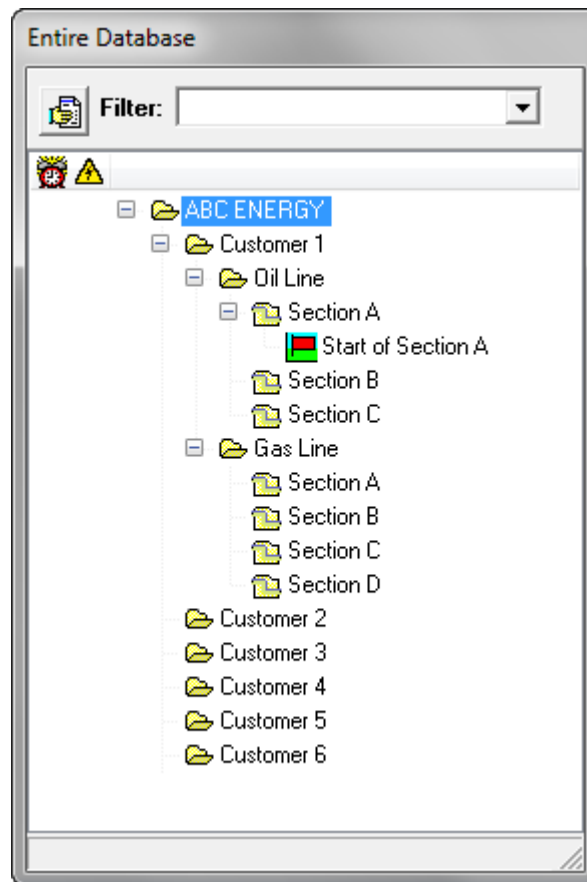 Entire Database
Filter:
ABC ENERGY
Customer 1
Oil Line
Section A
Start of Section A
Section B
Section C
Gas Line
Section A
Section B
Section C
Section D
Customer 2
Customer 3
Customer 4
Customer 5
Customer 6